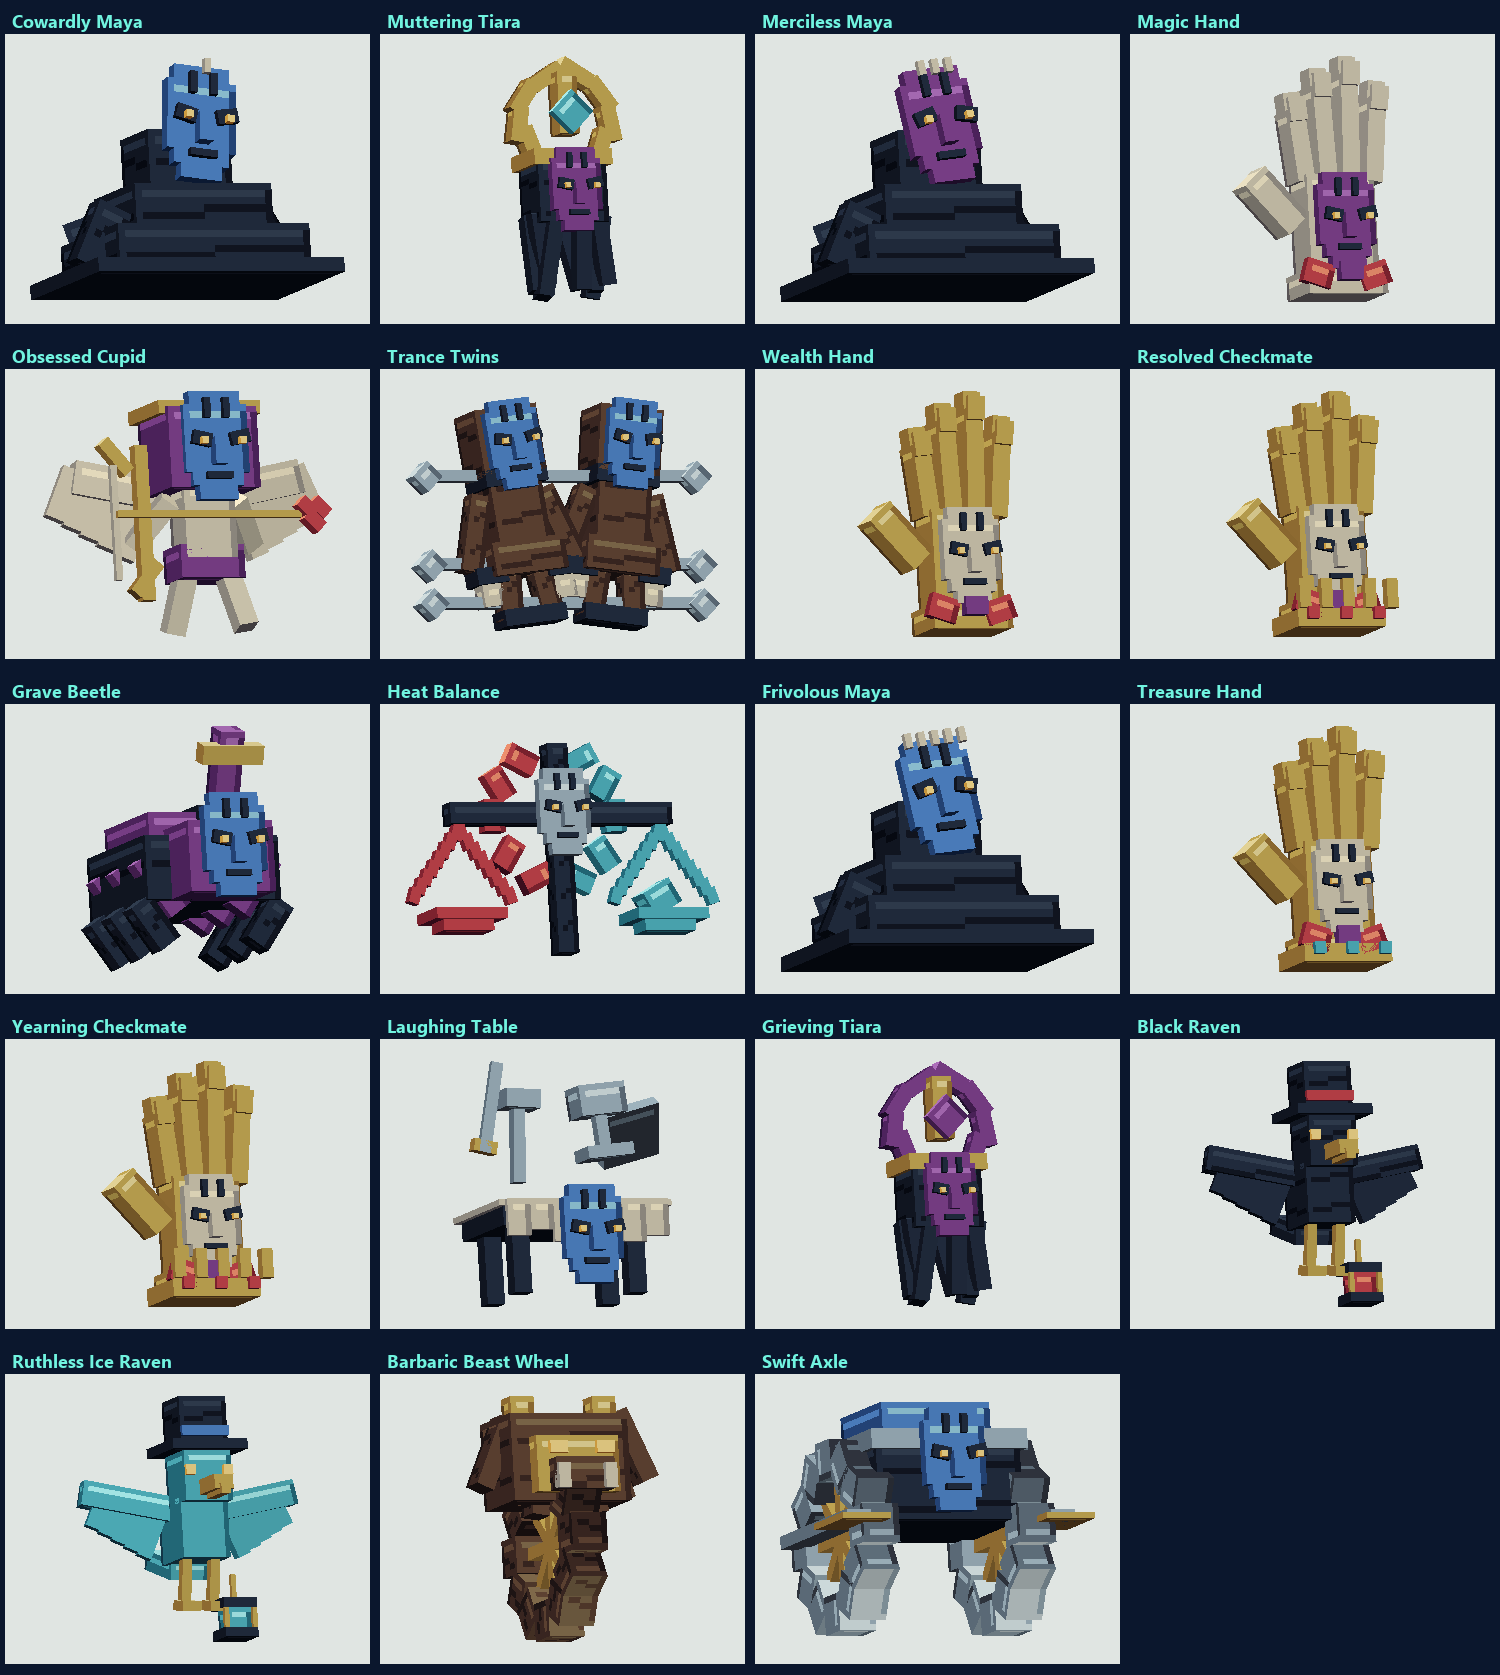 Cowardly Maya
Muttering Tiara
Merciless Maya
Magic Hand
Obsessed Cupid
Trance Twins
Wealth Hand
Resolved Checkmate
Grave Beetle
Heat Balance
Frivolous Maya
Treasure Hand
Yearning Checkmate
Laughing Table
Grieving Tiara
Black Raven
Ruthless Ice Raven
Barbaric Beast Wheel
Swift Axle